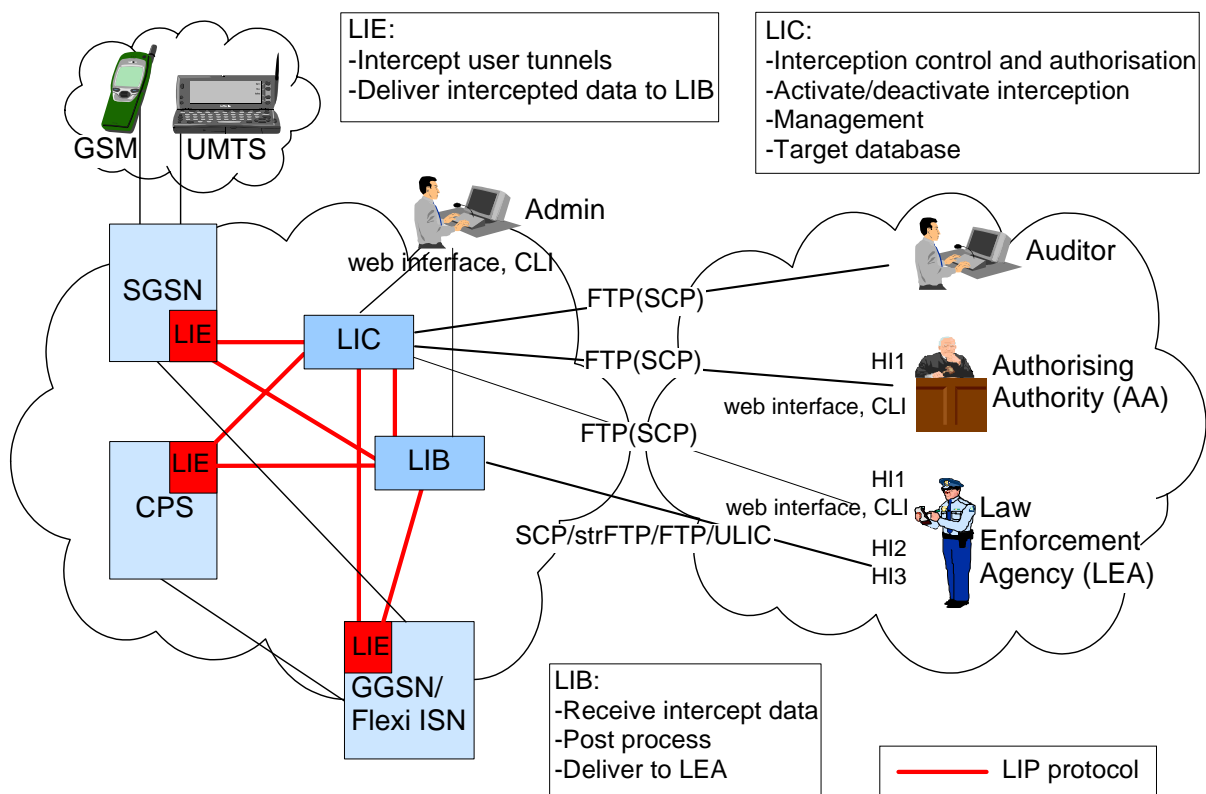 LIE:
-Intercept user tunnels
-Deliver intercepted data to LIB
LIC:
-Interception control and authorisation
-Activate/deactivate interception
-Management
-Target database
GSM
UMTS
Admin
web interface, CLI
Auditor
SGSN
LIE
LIC
FTP(SCP)
FTP(SCP)
HI1
Authorising
Authority (AA)
web interface, CLI
FTP(SCP)
LIE
CPS
LIB
HI1
web interface, CLI
Law
Enforcement
Agency (LEA)
SCP/strFTP/FTP/ULIC
HI2
HI3
LIE
GGSN/
Flexi ISN
LIB:
-Receive intercept data
-Post process
-Deliver to LEA
LIP protocol